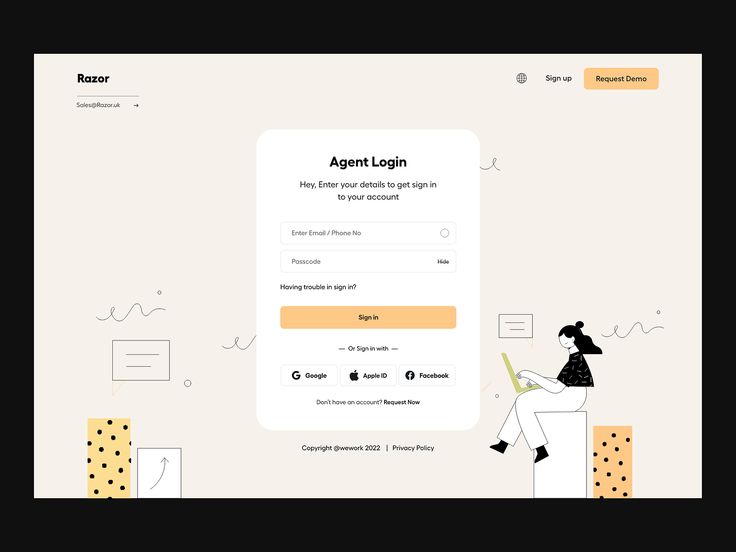 Razor
Sign up
Request Demo
Sales@Razor.uk
Agent Login
Hey, Enter your details to get sign in
to your account
Enter Email / Phone No
Passcode
Hide
Having trouble in sign in?
Sign in
Or Sign in with
Google
Apple ID
Facebook
Don't have an account? Request Now
Copyright @wework 2022 | Privacy Policy